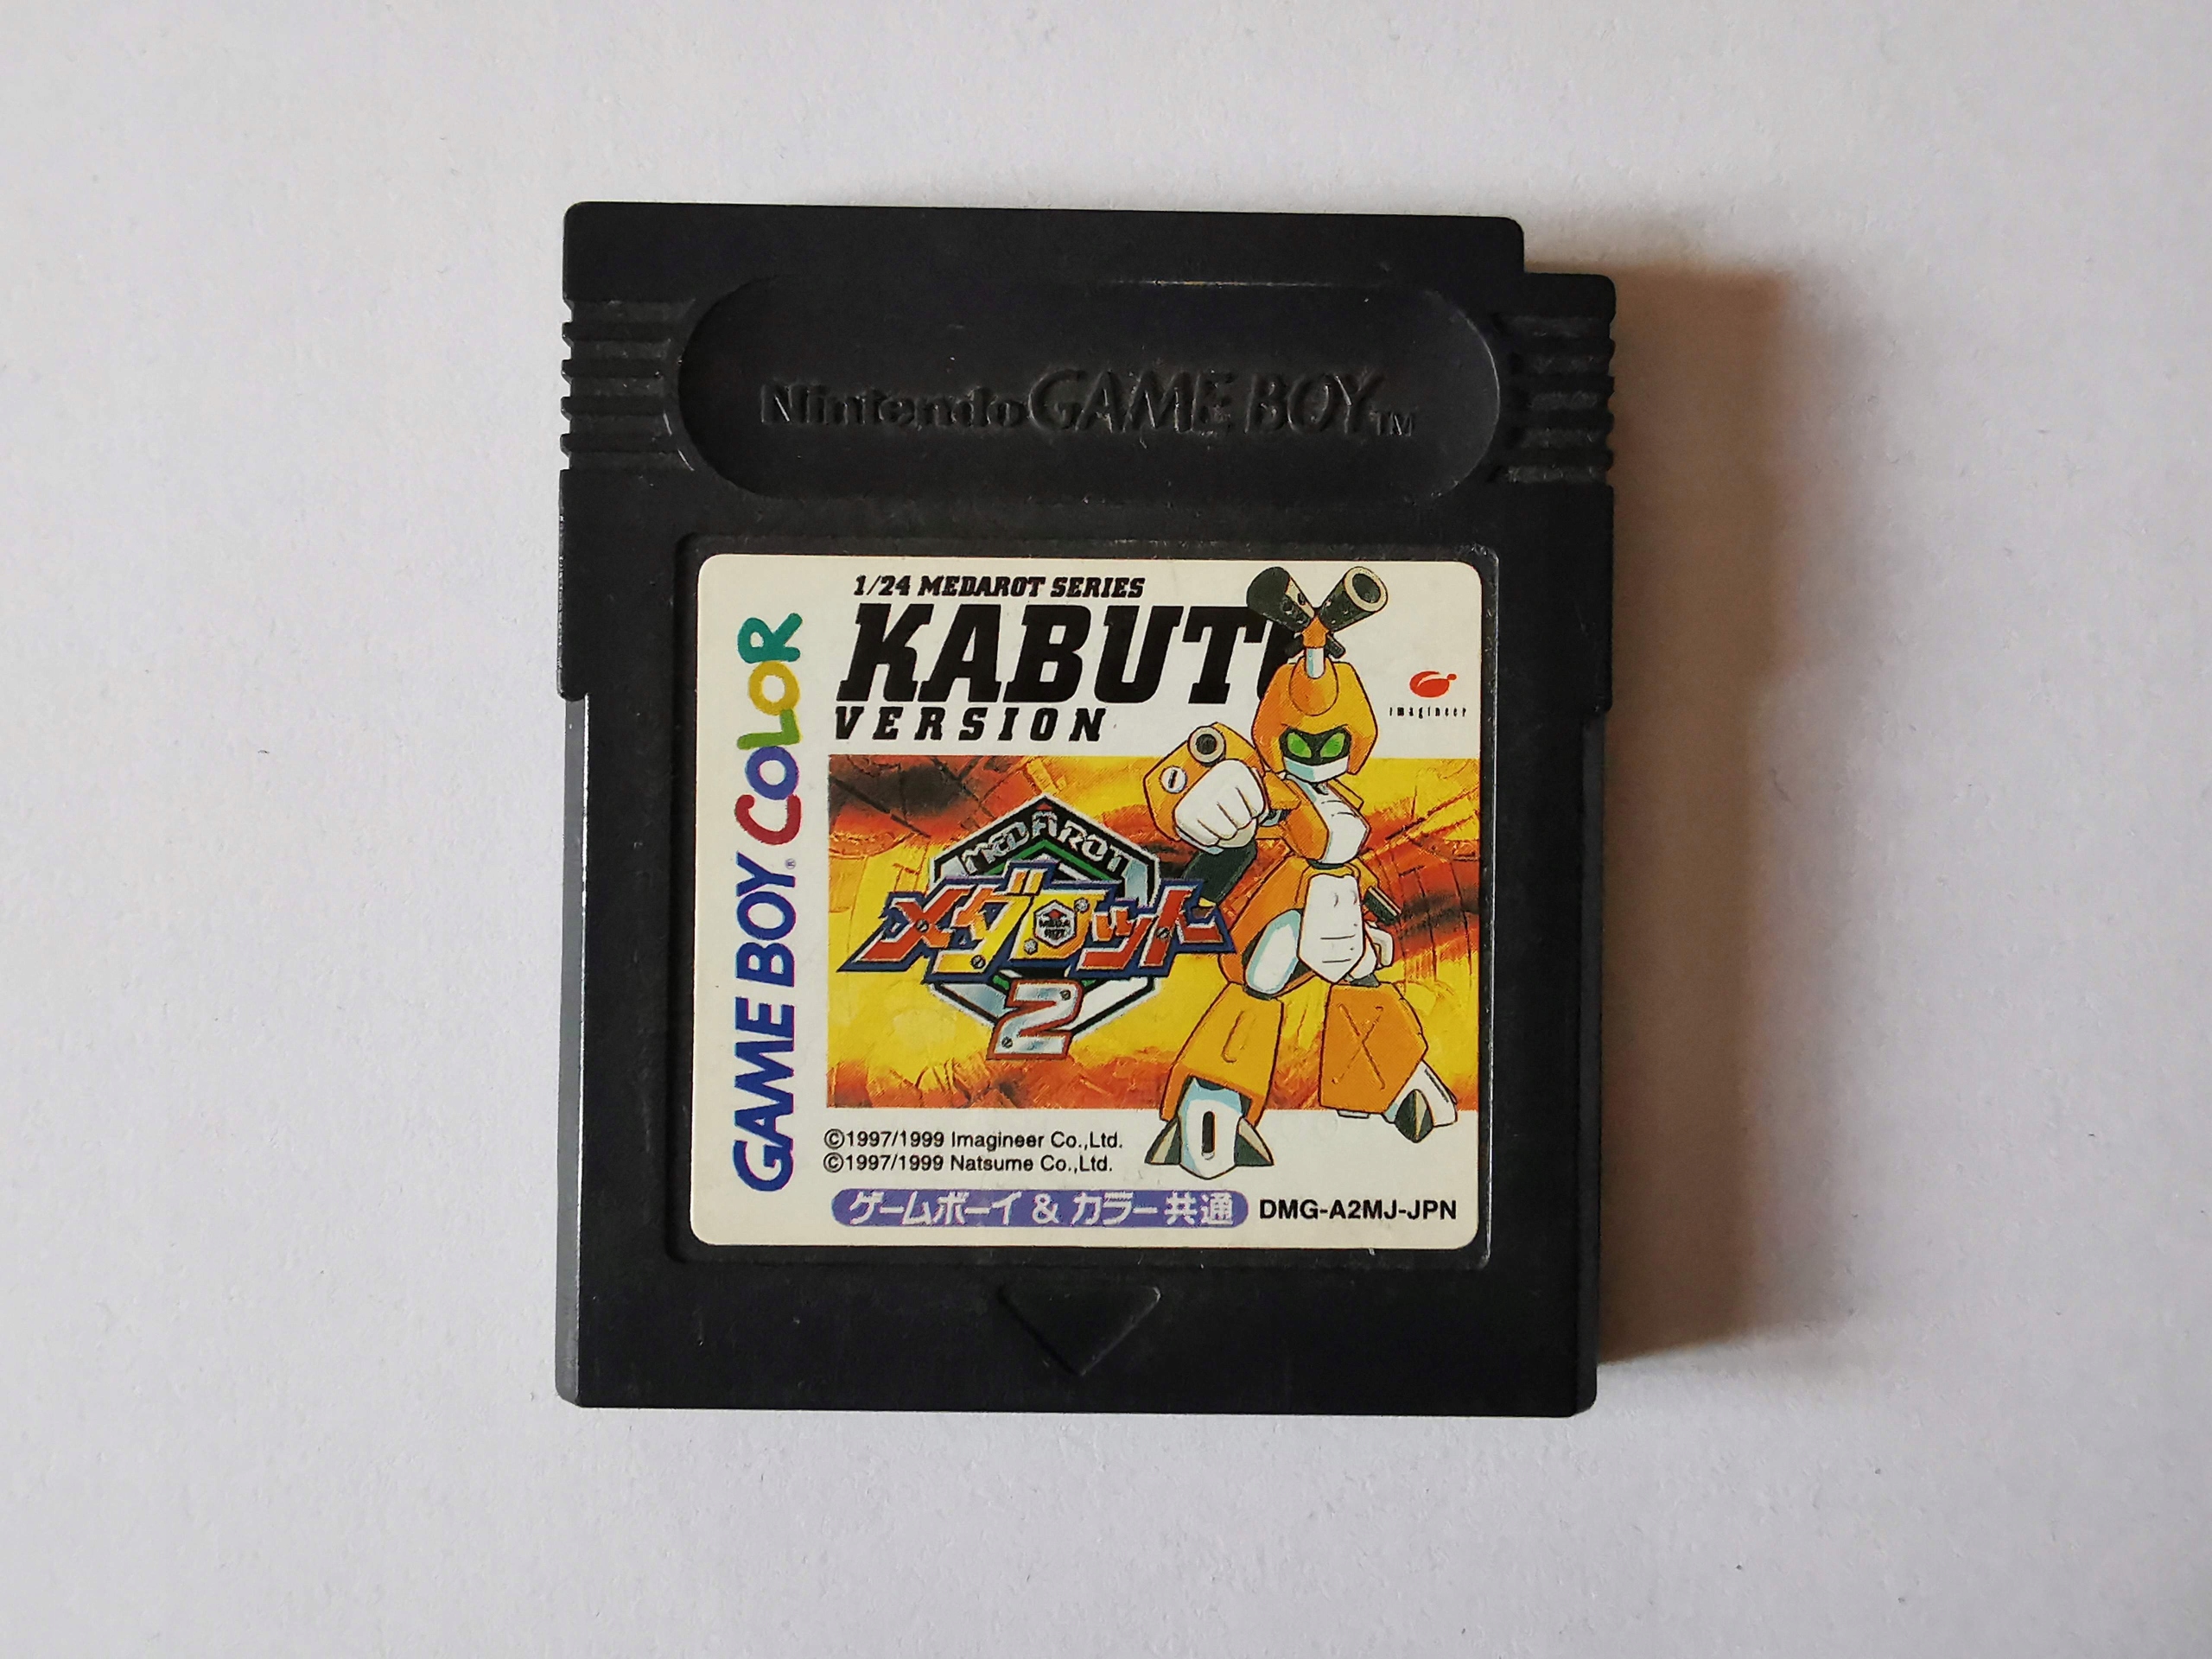 Nintendo GAME BOY TM
GAME BOY® COLOR
1/24 MEDAROT SERIES
KABUTO
VERSION
imagineer
MEDAROT
メダロット
MEDA
ROT
2
©1997/1999 Imagineer Co.,Ltd.
©1997/1999 Natsume Co.,Ltd.
ゲームボーイ & カラー共通
DMG-A2MJ-JPN